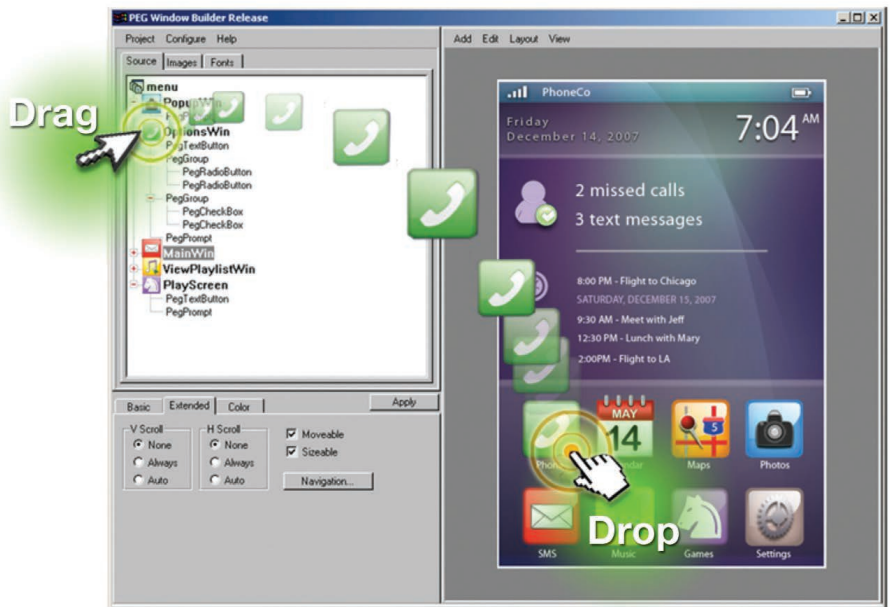 PEG Window Builder Release
Project Configure Help
Source Images Fonts
menu
PopupWin
PegPrompt
OptionsWin
PegTextButton
PegGroup
PegRadioButton
PegRadioButton
PegGroup
PegCheckBox
PegCheckBox
PegPrompt
MainWin
ViewPlaylistWin
PlayScreen
PegTextButton
PegPrompt
Drag
Basic Extended Color Apply
V Scroll H Scroll
None None Moveable
Always Always Sizeable
Auto Auto Navigation...
Add Edit Layout View
PhoneCo
Friday
December 14, 2007
7:04 AM
2 missed calls
3 text messages
8:00 PM - Flight to Chicago
SATURDAY, DECEMBER 15, 2007
9:30 AM - Meet with Jeff
12:30 PM - Lunch with Mary
2:00PM - Flight to LA
MAY
14
5
Phone Maps Photos
Drop
SMS Music Games Settings